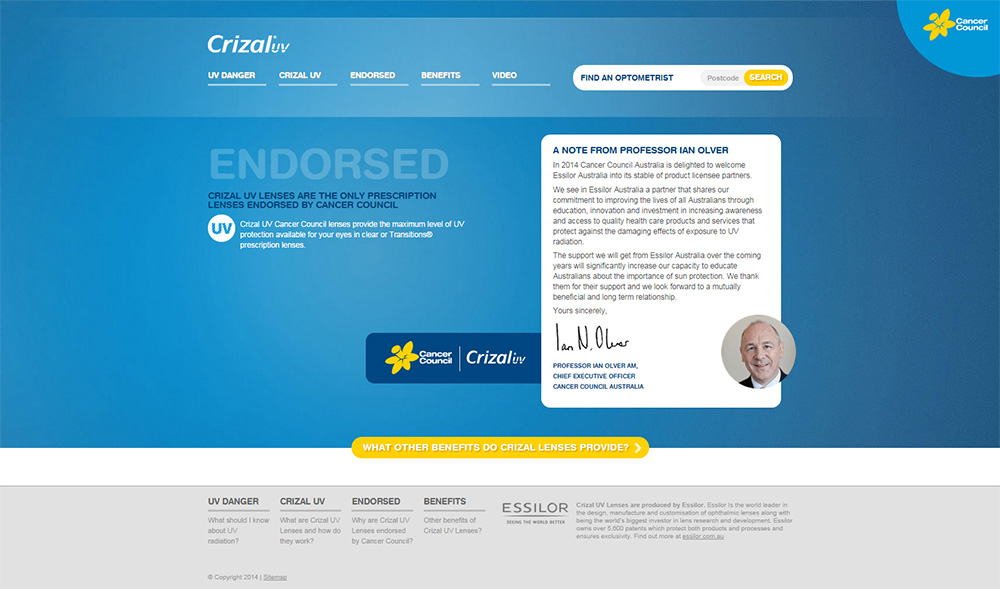 Cancer
Council
Crizal UV
UV DANGER
CRIZAL UV
ENDORSED
BENEFITS
VIDEO
FIND AN OPTOMETRIST
Postcode
SEARCH
ENDORSED
CRIZAL UV LENSES ARE THE ONLY PRESCRIPTION
LENSES ENDORSED BY CANCER COUNCIL
UV
Crizal UV Cancer Council lenses provide the maximum level of UV
protection available for your eyes in clear or Transitions®
prescription lenses.
Cancer
Council
Crizal UV
A NOTE FROM PROFESSOR IAN OLVER
In 2014 Cancer Council Australia is delighted to welcome
Essilor Australia into its stable of product licensee partners.
We see in Essilor Australia a partner that shares our
commitment to improving the lives of all Australians through
education, innovation and investment in increasing awareness
and access to quality health care products and services that
protect against the damaging effects of exposure to UV
radiation.
The support we will get from Essilor Australia over the coming
years will significantly increase our capacity to educate
Australians about the importance of sun protection. We thank
them for their support and we look forward to a mutually
beneficial and long term relationship.
Yours sincerely,
Ian N. Olver
PROFESSOR IAN OLVER AM,
CHIEF EXECUTIVE OFFICER
CANCER COUNCIL AUSTRALIA
WHAT OTHER BENEFITS DO CRIZAL LENSES PROVIDE?
UV DANGER
What should I know
about UV
radiation?
CRIZAL UV
What are Crizal UV
Lenses and how do
they work?
ENDORSED
Why are Crizal UV
Lenses endorsed
by Cancer Council?
BENEFITS
Other benefits of
Crizal UV Lenses?
ESSILOR
SEEING THE WORLD BETTER
Crizal UV Lenses are produced by Essilor. Essilor is the world leader in
the design, manufacture and customisation of ophthalmic lenses along with
being the world's biggest investor in lens research and development. Essilor
owns over 5,600 patents which protect both products and processes and
ensures exclusivity. Find out more at essilor.com.au
© Copyright 2014 | Sitemap